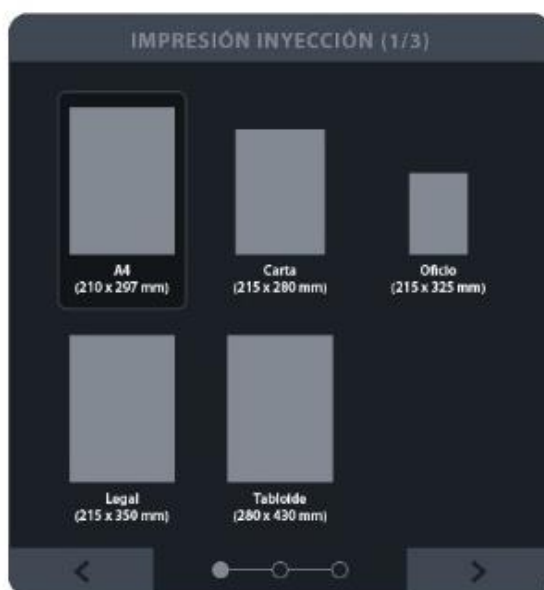 IMPRESIÓN INYECCIÓN (1/3)
A4
(210 x 297 mm)
Carta
(215 x 280 mm)
Oficio
(215 x 325 mm)
Legal
(215 x 350 mm)
Tabloide
(280 x 430 mm)